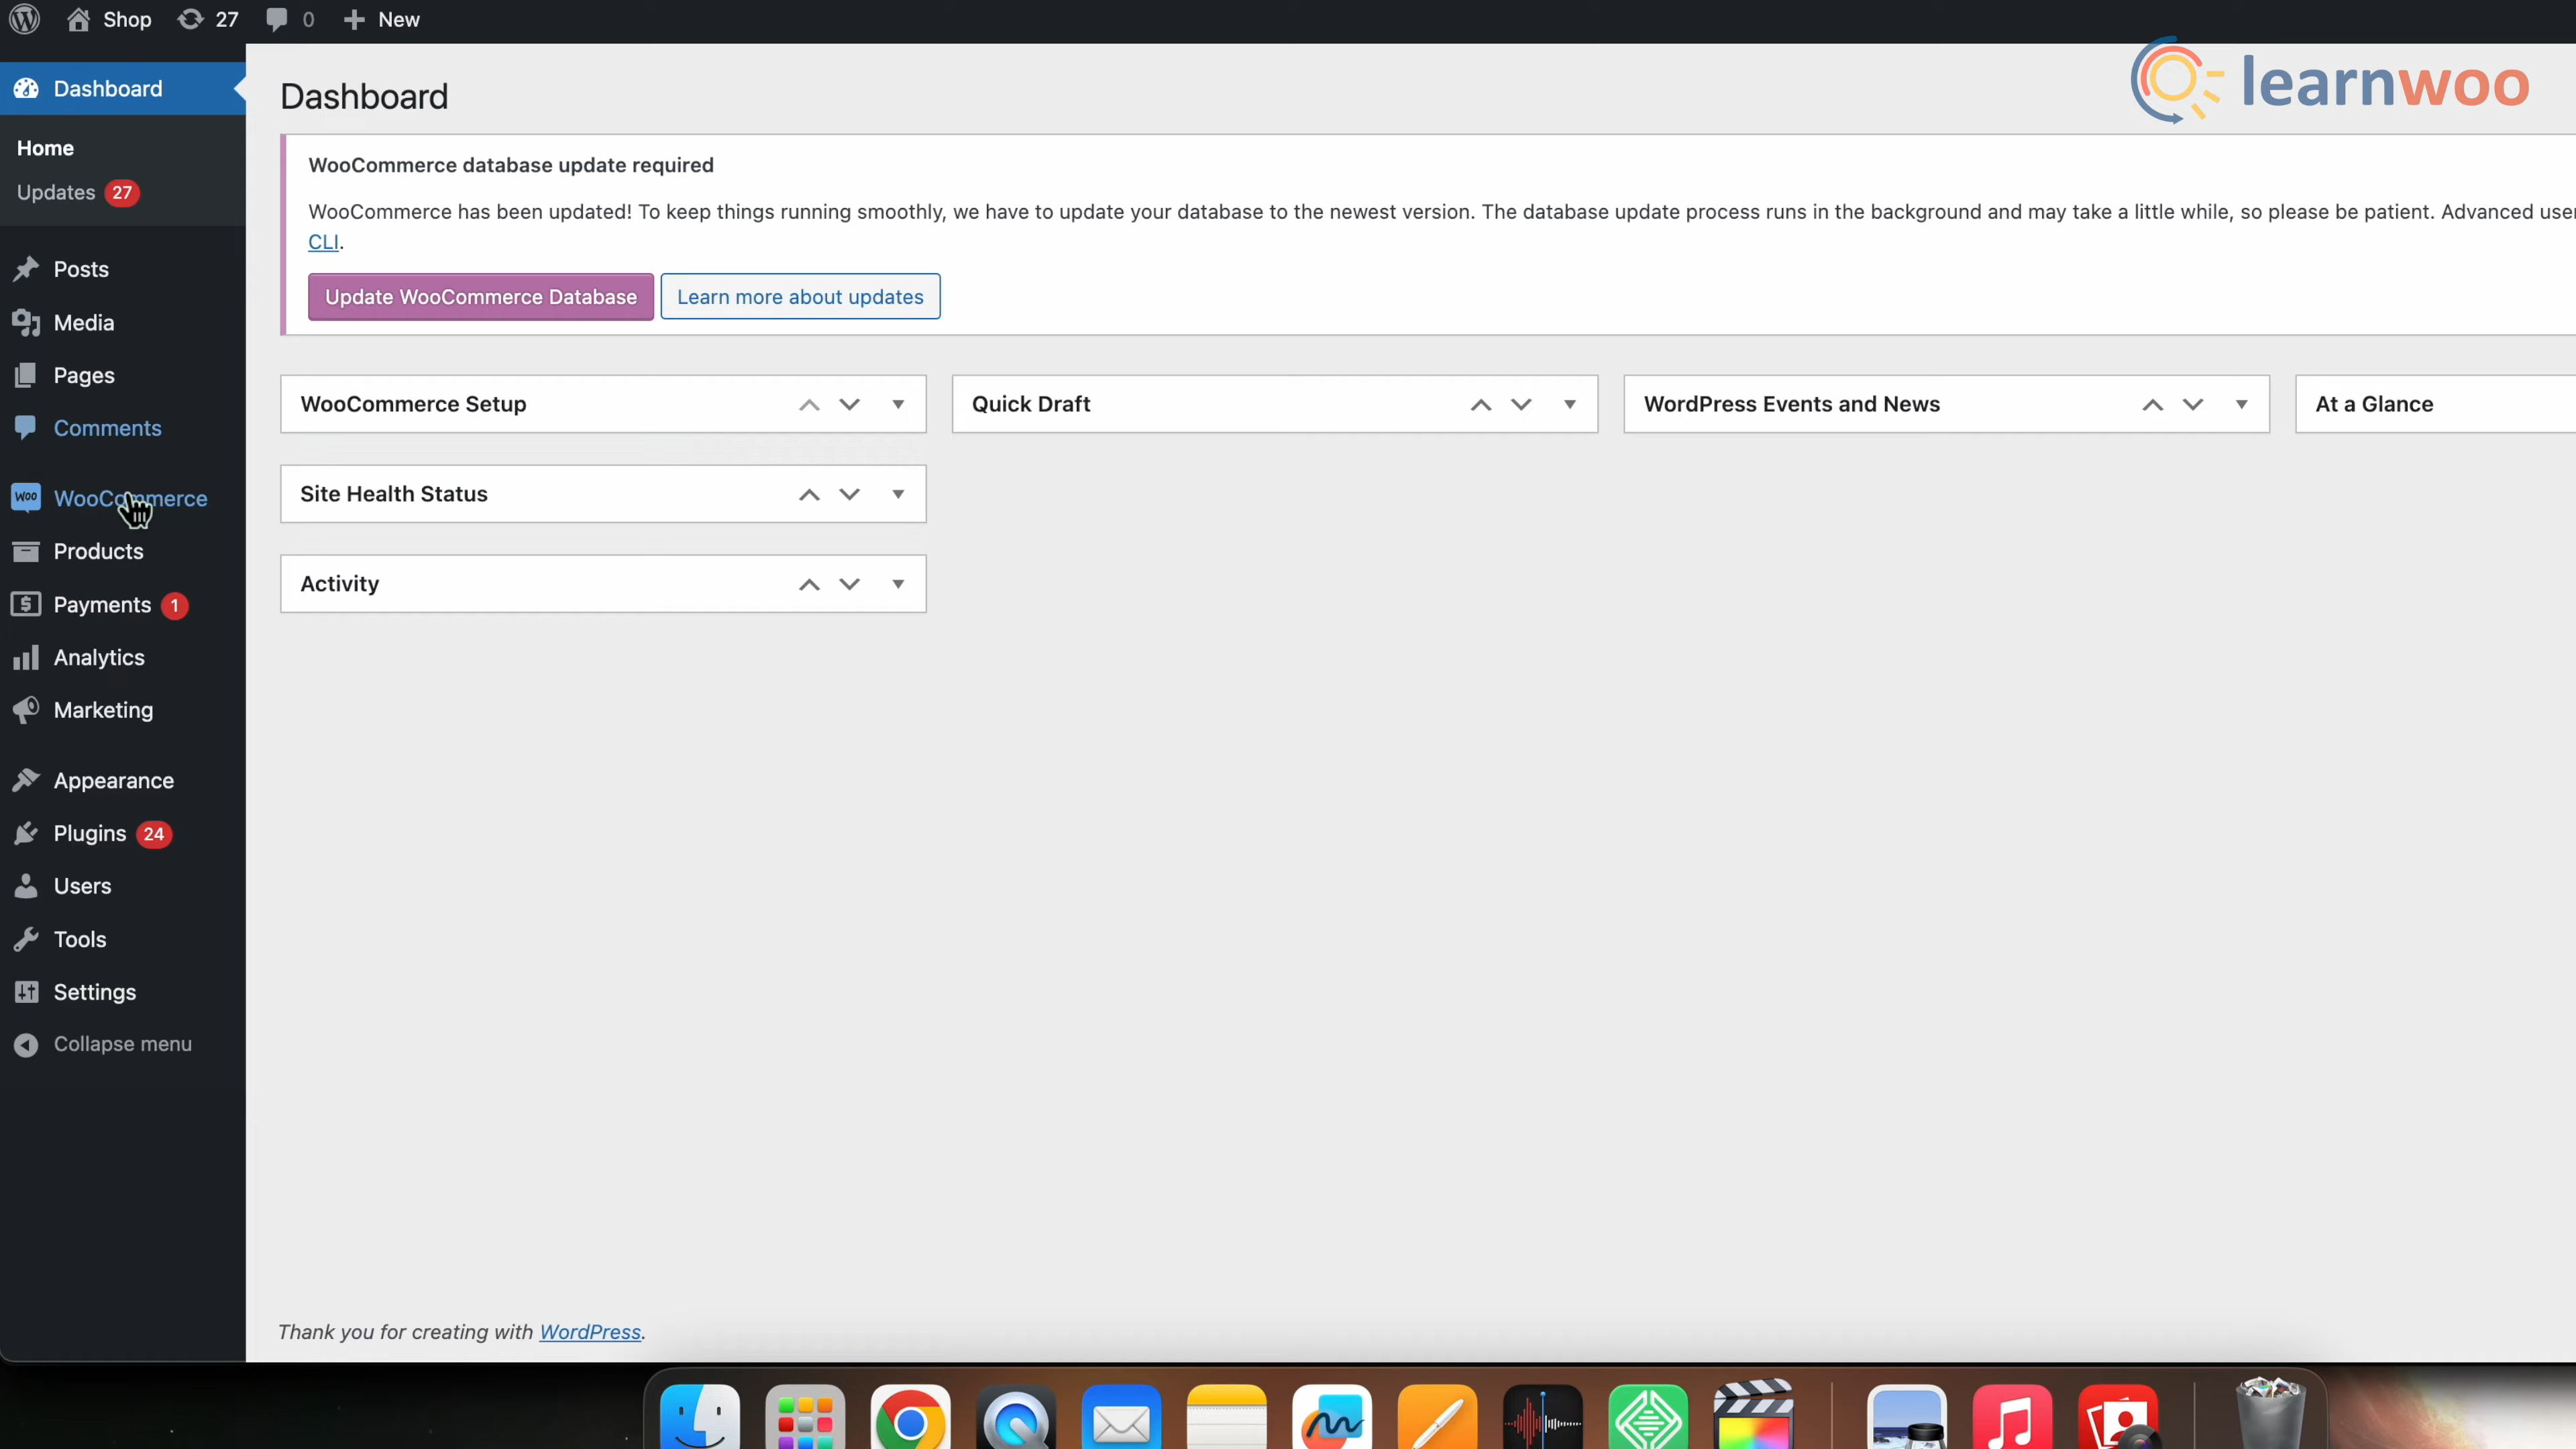 Shop 27 0 New
learnwoo
Dashboard
Home
Updates 27
Posts
Media
Pages
Comments
woo WooCommerce
Products
Payments 1
Analytics
Marketing
Appearance
Plugins 24
Users
Tools
Settings
Collapse menu
Dashboard
WooCommerce database update required
WooCommerce has been updated! To keep things running smoothly, we have to update your database to the newest version. The database update process runs in the background and may take a little while, so please be patient. Advanced
CLI.
Update WooCommerce Database Learn more about updates
WooCommerce Setup
Quick Draft
WordPress Events and News
At a Glance
Site Health Status
Activity
Thank you for creating with WordPress.